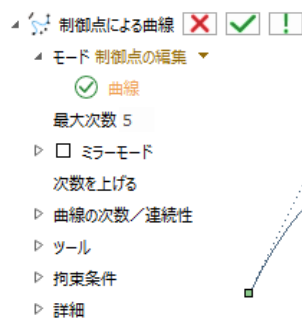 制御点による曲線
モード 制御点の編集
曲線
最大次数 5
ミラーモード
次数を上げる
曲線の次数／連続性
ツール
拘束条件
詳細